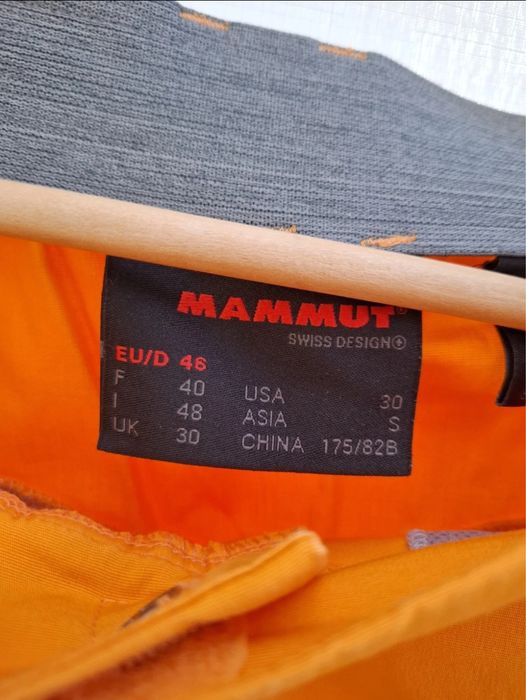 MAMMUT
SWISS DESIGN
EU/D 46
F 40 USA 30
I 48 ASIA S
UK 30 CHINA 175/82B